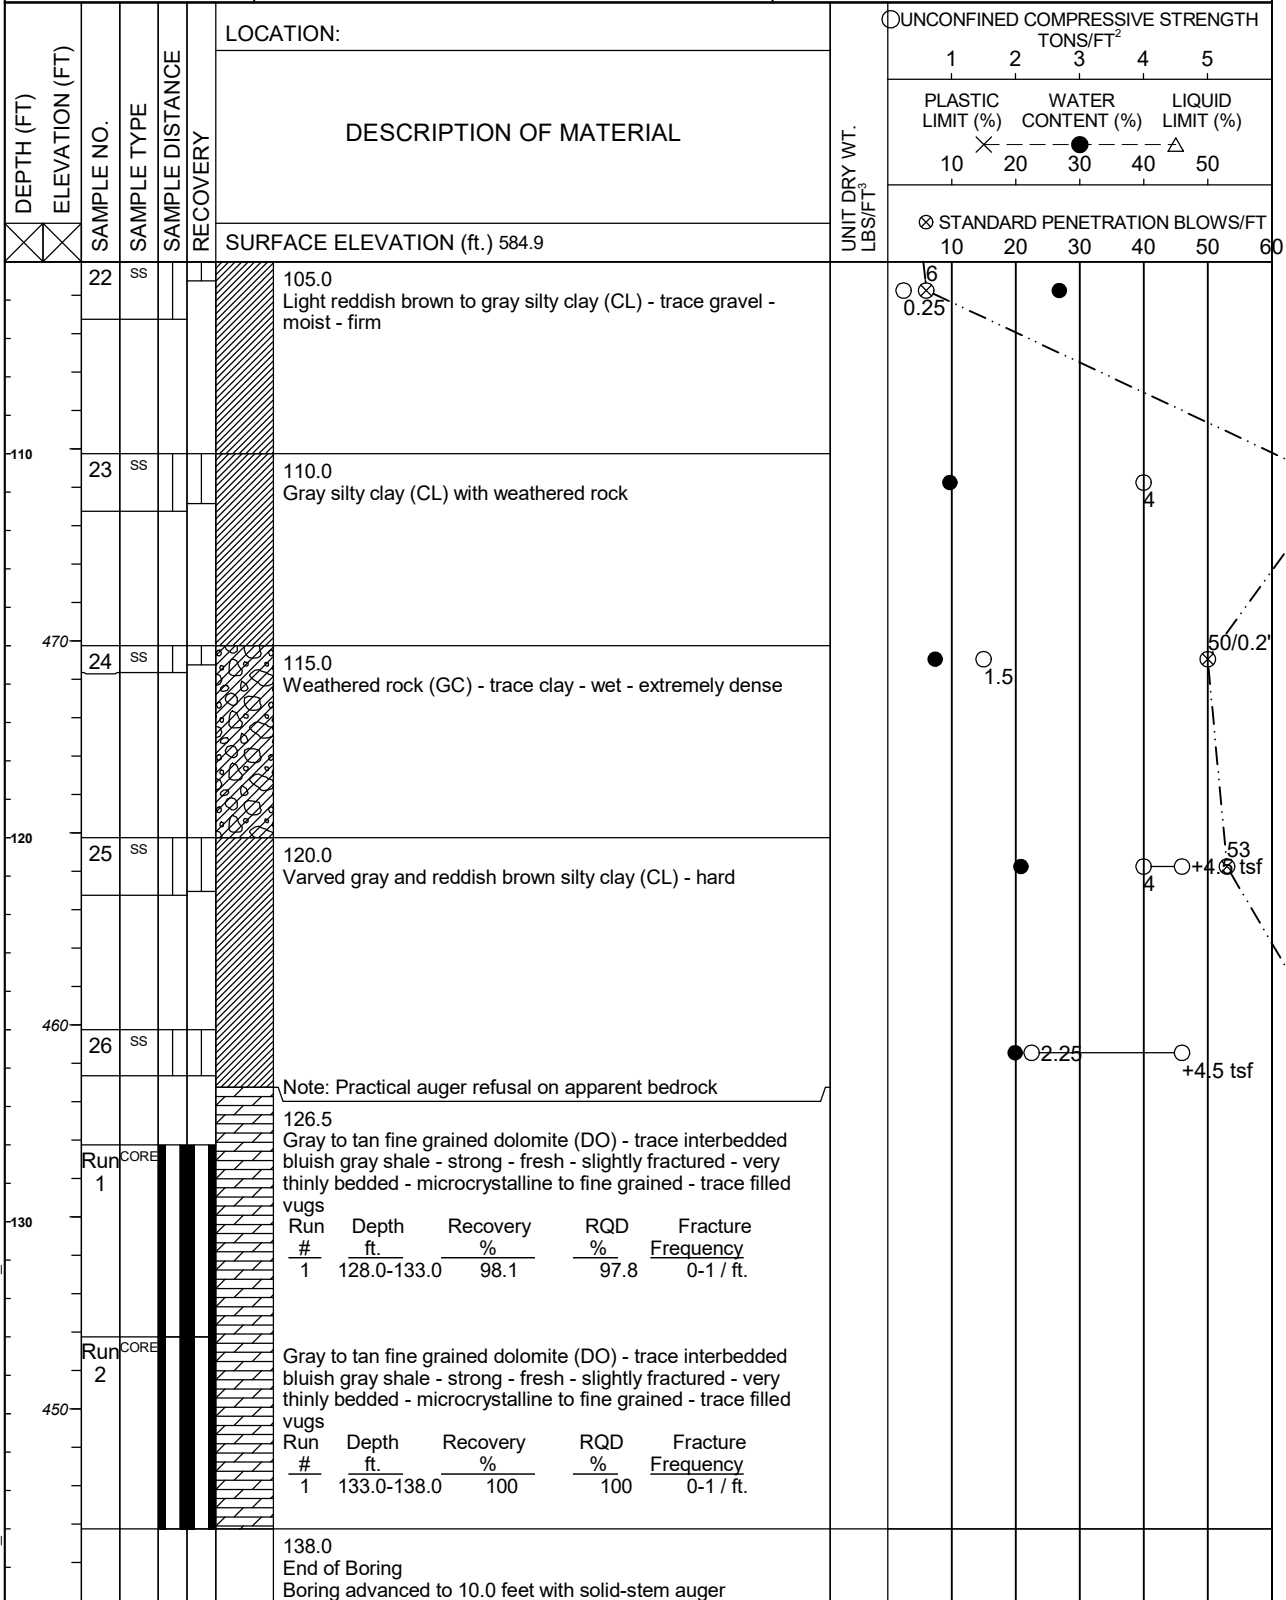 LOCATION:
DEPTH (FT)
ELEVATION (FT)
SAMPLE NO.
SAMPLE TYPE
SAMPLE DISTANCE
RECOVERY
DESCRIPTION OF MATERIAL
SURFACE ELEVATION (ft.) 584.9
UNIT DRY WT.
LBS/FT³
UNCONFINED COMPRESSIVE STRENGTH
TONS/FT²
1 2 3 4 5
PLASTIC WATER LIQUID
LIMIT (%) CONTENT (%) LIMIT (%)
10 20 30 40 50
STANDARD PENETRATION BLOWS/FT
10 20 30 40 50 60
22 SS
105.0
Light reddish brown to gray silty clay (CL) - trace gravel -
moist - firm
6
0.25
110
23 SS
110.0
Gray silty clay (CL) with weathered rock
4
470
24 SS
115.0
Weathered rock (GC) - trace clay - wet - extremely dense
50/0.2'
1.5
120
25 SS
120.0
Varved gray and reddish brown silty clay (CL) - hard
53
+4.5 tsf
4
460
26 SS
2.25
+4.5 tsf
Note: Practical auger refusal on apparent bedrock
126.5
Gray to tan fine grained dolomite (DO) - trace interbedded
bluish gray shale - strong - fresh - slightly fractured - very
thinly bedded - microcrystalline to fine grained - trace filled
vugs
Run CORE
1
130
Run Depth Recovery RQD Fracture
# ft. % % Frequency
1 128.0-133.0 98.1 97.8 0-1 / ft.
Run CORE
2
Gray to tan fine grained dolomite (DO) - trace interbedded
bluish gray shale - strong - fresh - slightly fractured - very
thinly bedded - microcrystalline to fine grained - trace filled
vugs
450
Run Depth Recovery RQD Fracture
# ft. % % Frequency
1 133.0-138.0 100 100 0-1 / ft.
138.0
End of Boring
Boring advanced to 10.0 feet with solid-stem auger